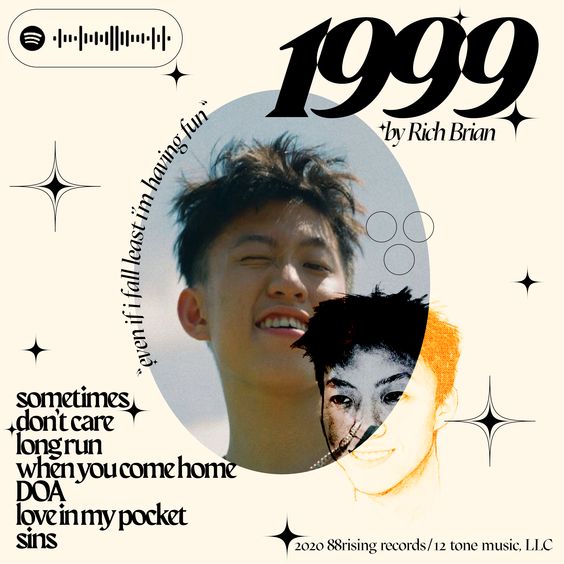 1999
by Rich Brian
"even if i fall least i'm having fun"
sometimes
don't care
long run
when you come home
DOA
love in my pocket
sins
2020 88rising records/12 tone music, LLC